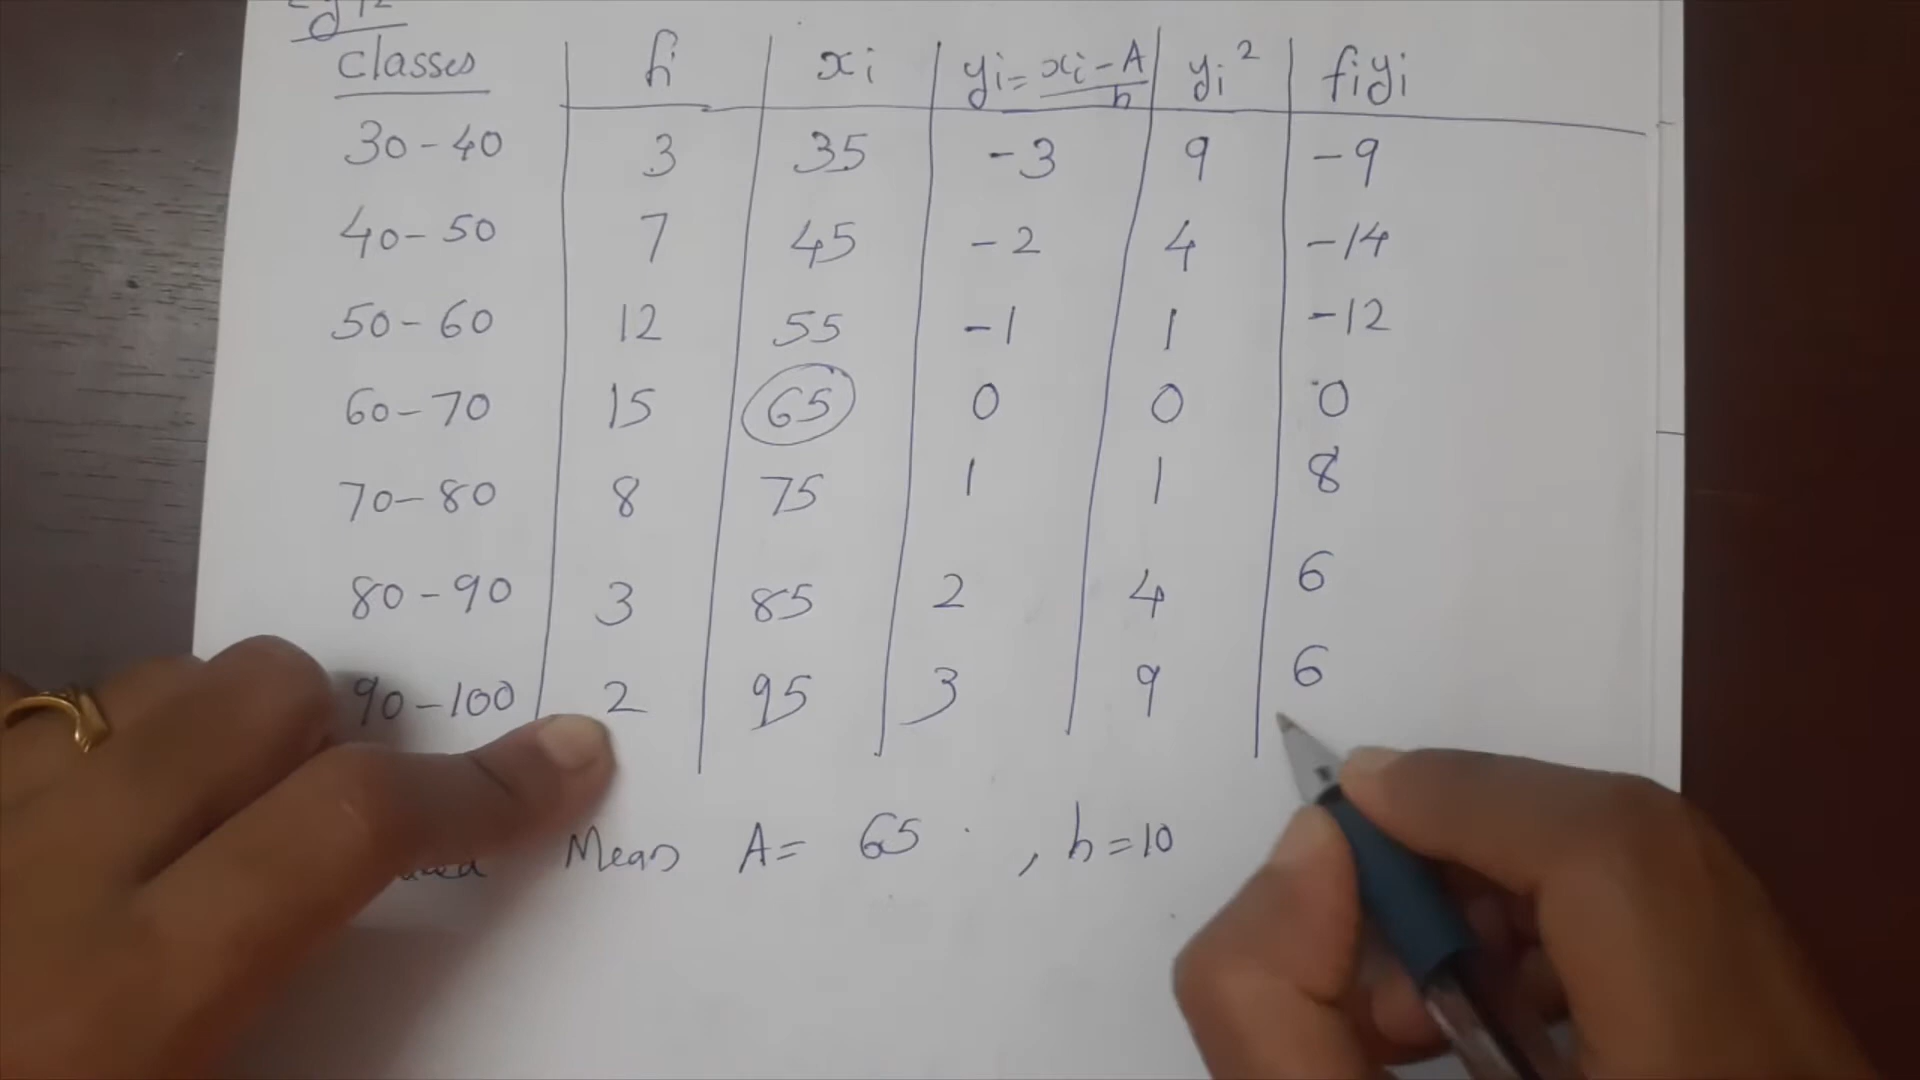 classes fi xi yi = xi - A / h yi² fiyi
30-40 3 35 -3 9 -9
40-50 7 45 -2 4 -14
50-60 12 55 -1 1 -12
60-70 15 65 0 0 0
70-80 8 75 1 1 8
80-90 3 85 2 4 6
90-100 2 95 3 9 6
Mean A = 65 , h = 10